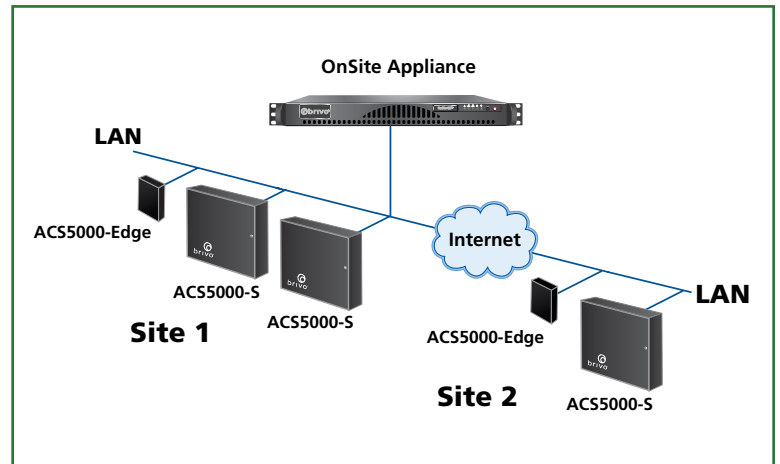 OnSite Appliance
brivo
LAN
ACS5000-Edge
brivo
ACS5000-S
brivo
ACS5000-S
Site 1
Internet
LAN
ACS5000-Edge
brivo
ACS5000-S
Site 2